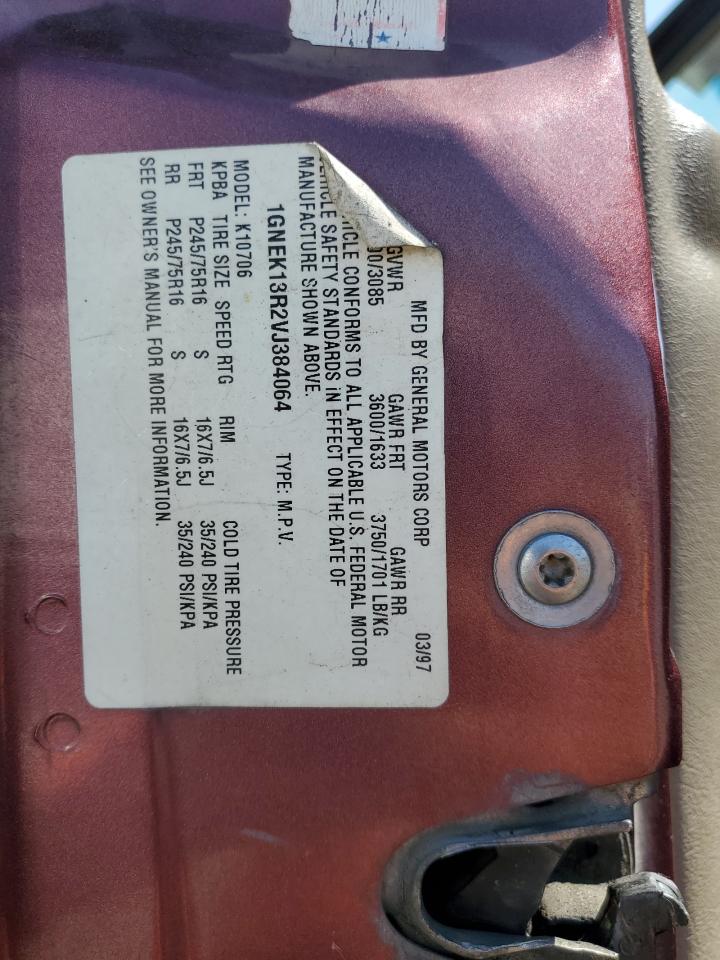 MFD BY GENERAL MOTORS CORP 03/97
GVWR GAWR FRT GAWR RR
00/3085 3600/1633 3750/1701 LB/KG
ICLE CONFORMS TO ALL APPLICABLE U.S. FEDERAL MOTOR
VEHICLE SAFETY STANDARDS IN EFFECT ON THE DATE OF
MANUFACTURE SHOWN ABOVE.
1GNEK13R2VJ384064 TYPE: M.P.V.
MODEL: K10706
KPBA TIRE SIZE SPEED RTG RIM COLD TIRE PRESSURE
FRT P245/75R16 S 16X7/6.5J 35/240 PSI/KPA
RR P245/75R16 S 16X7/6.5J 35/240 PSI/KPA
SEE OWNER'S MANUAL FOR MORE INFORMATION.